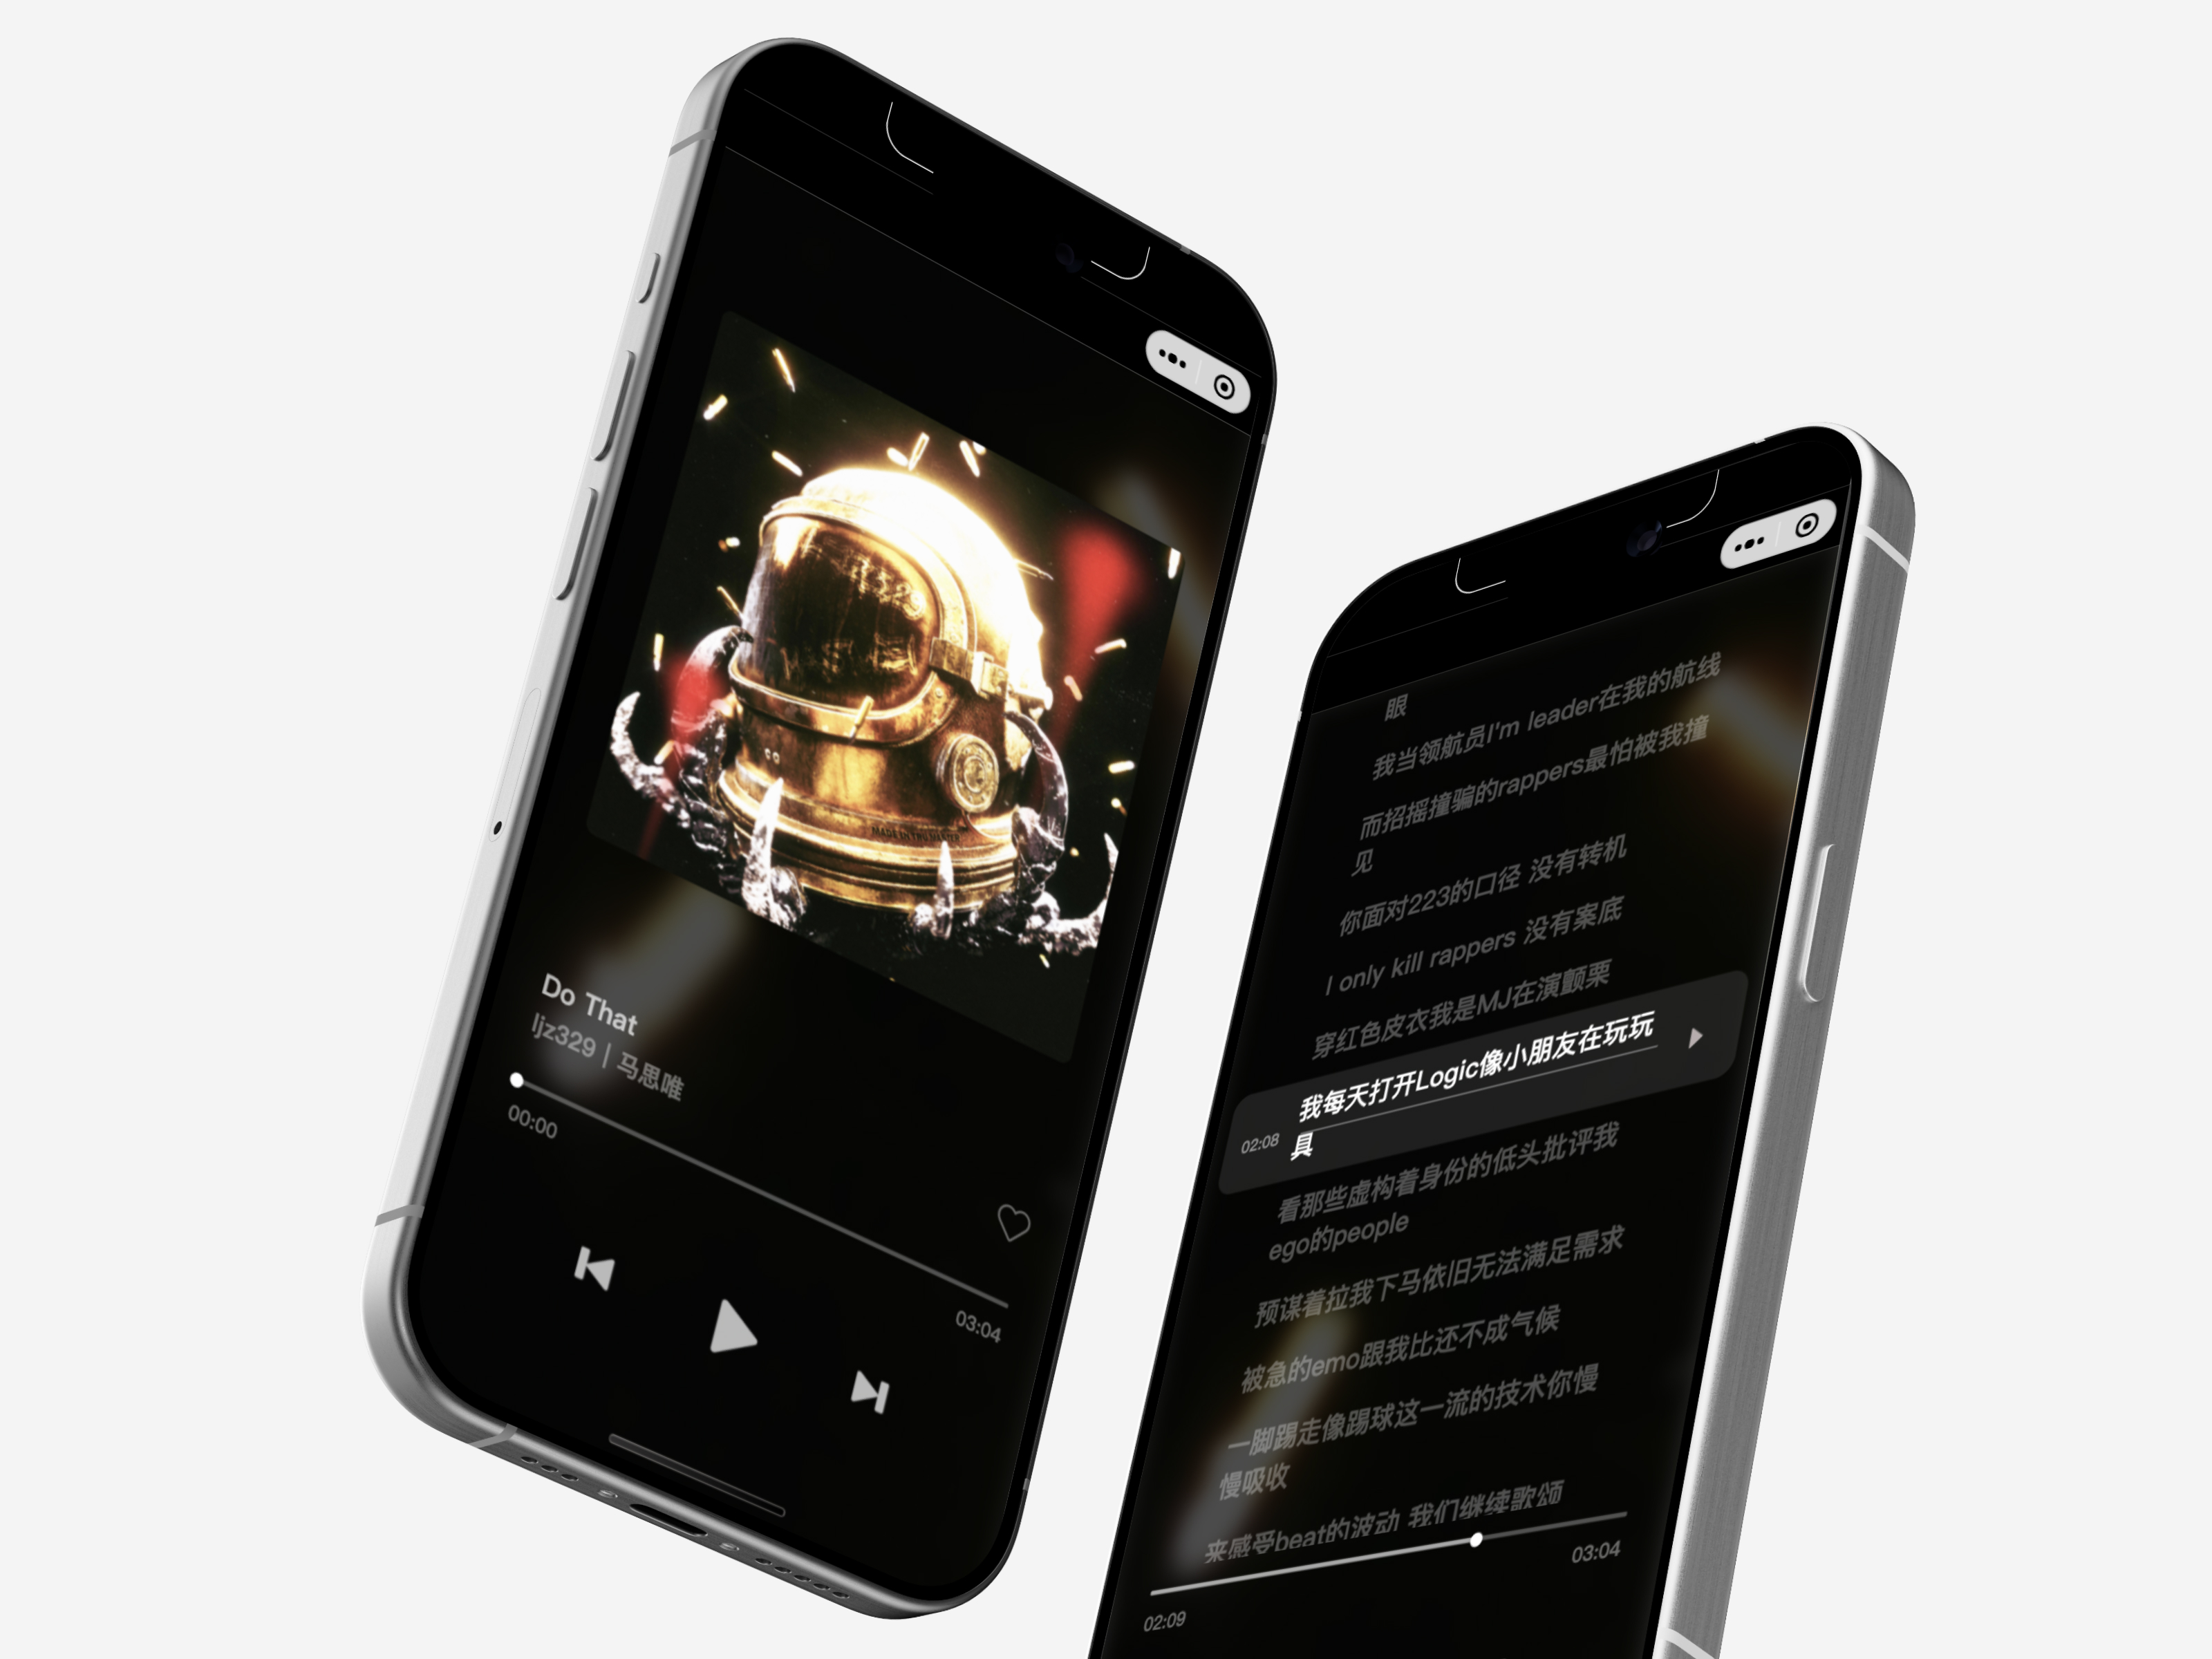 Do That
ljz329 | 马思唯
00:00
03:04
眼
我当领航员I'm leader在我的航线
而招摇撞骗的rappers最怕被我撞
见
你面对223的口径 没有转机
I only kill rappers 没有案底
穿红色皮衣我是MJ在演颤栗
02:08
我每天打开Logic像小朋友在玩玩
具
看那些虚构着身份的低头批评我
ego的people
预谋着拉我下马依旧无法满足需求
被急的emo跟我比还不成气候
一脚踢走像踢球这一流的技术你慢
慢吸收
来感受beat的波动 我们继续歌颂
02:09
03:04